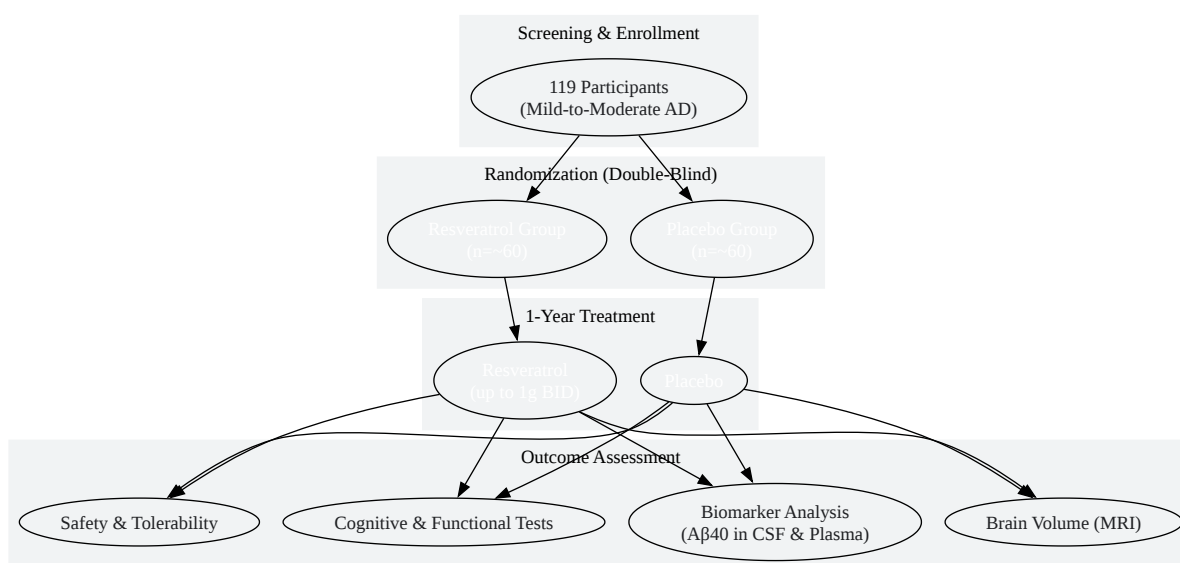 Screening & Enrollment
119 Participants
(Mild-to-Moderate AD)
Randomization (Double-Blind)
Resveratrol Group
(n=~60)
Placebo Group
(n=~60)
1-Year Treatment
Resveratrol
(up to 1g BID)
Placebo
Outcome Assessment
Safety & Tolerability
Cognitive & Functional Tests
Biomarker Analysis
(Aβ40 in CSF & Plasma)
Brain Volume (MRI)